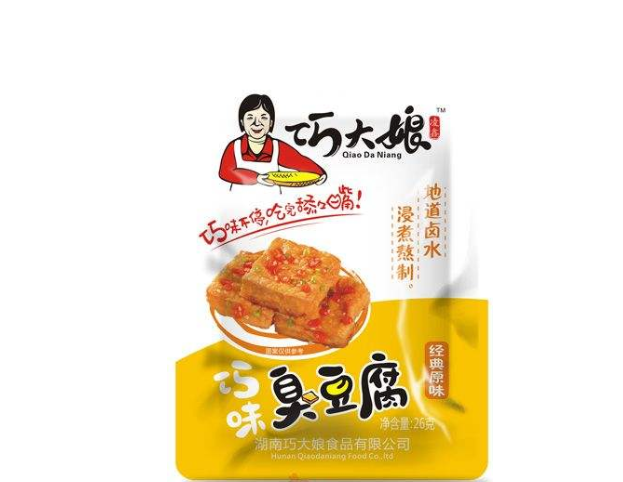 巧大娘
TM
凌鑫
Qiao Da Niang
巧味不停,吃完舔舔嘴!
地道卤水
浸煮熬制。
图案仅供参考
经典原味
巧味
臭豆腐
净含量:26克
湖南巧大娘食品有限公司
Hunan Qiaodaniang Food Co.,ltd